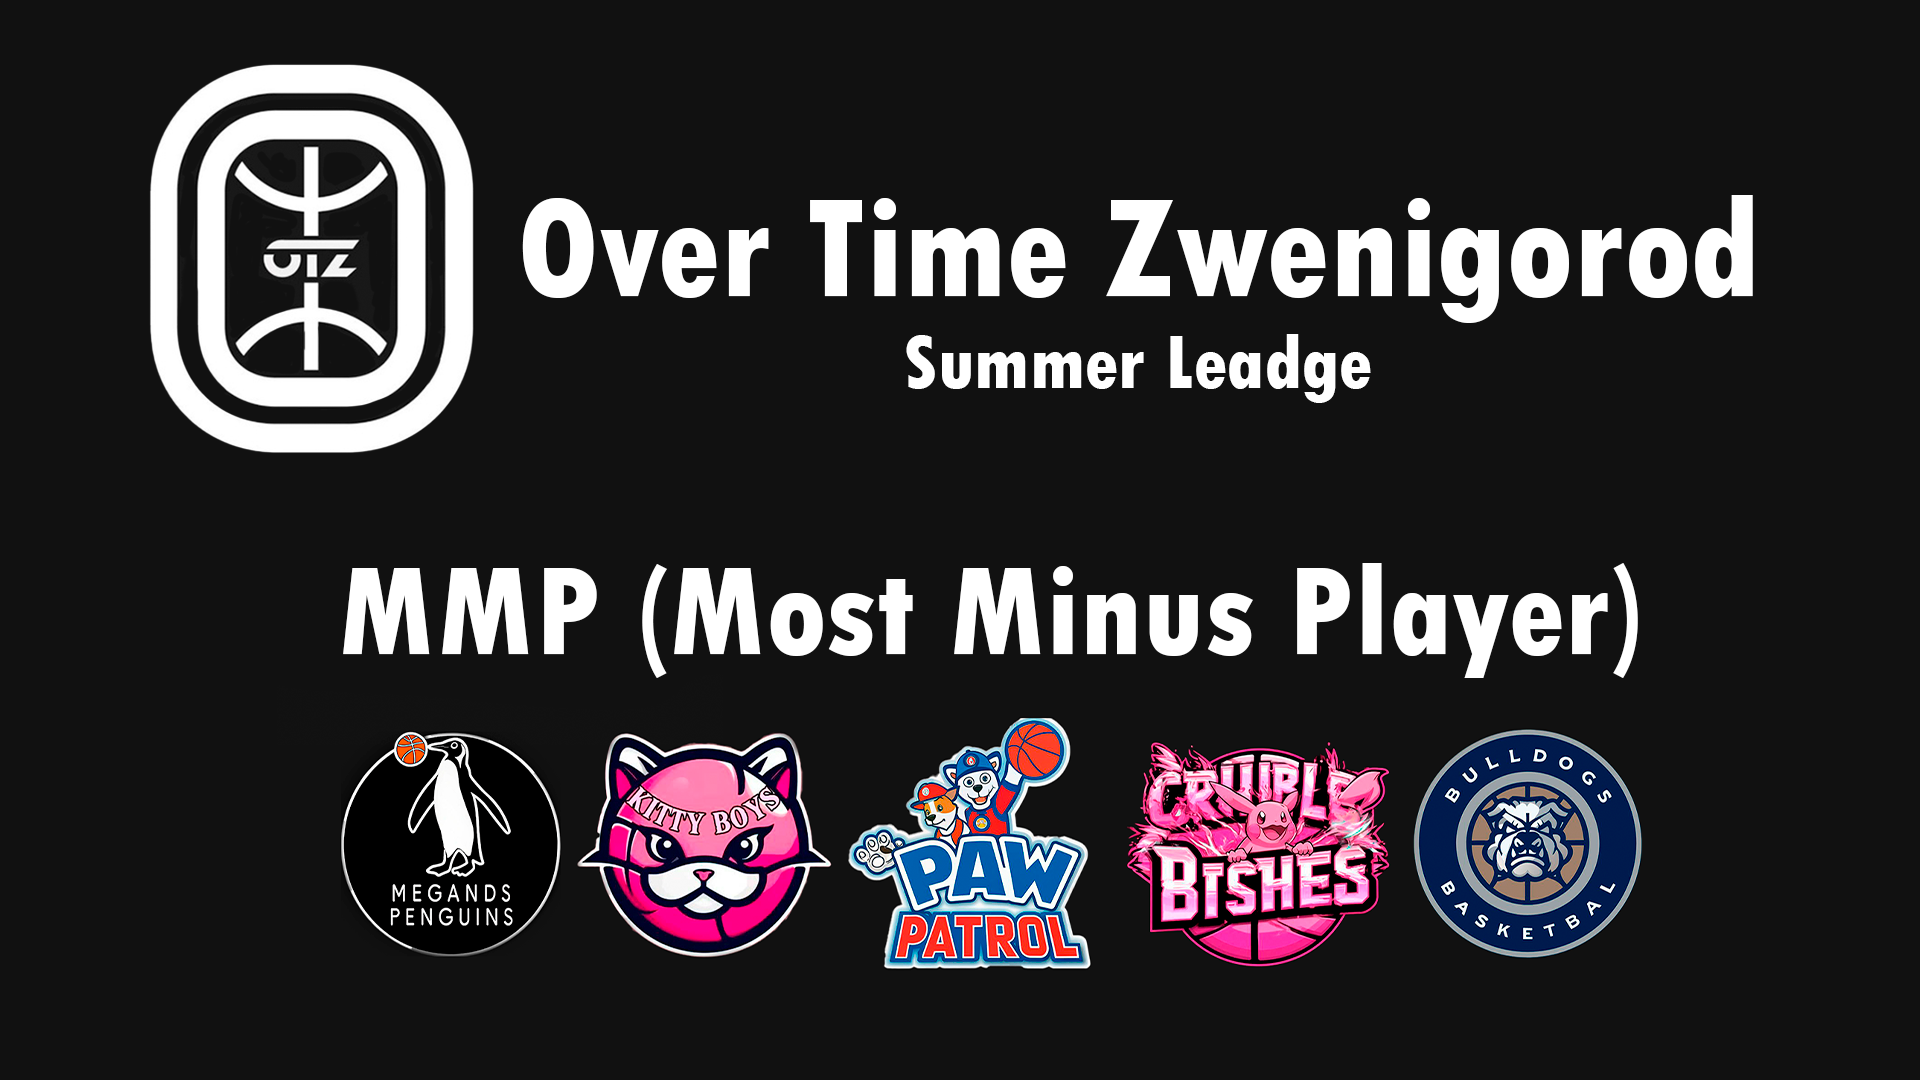 OTZ
Over Time Zwenigorod
Summer Leadge
MMP (Most Minus Player)
MEGANDS
PENGUINS
KITTY BOYS
PAW
PATROL
BISHES
BULLDOGS
BASKETBAL